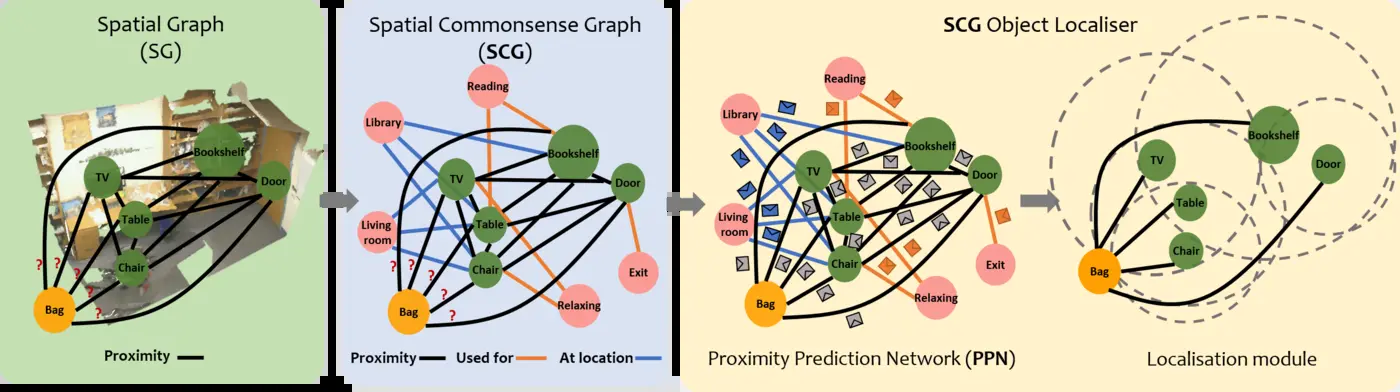 Spatial Graph
(SG)
Bookshelf
TV
Door
Table
Chair
?
?
?
?
?
Bag
Proximity
Spatial Commonsense Graph
(SCG)
Reading
Library
Bookshelf
TV
Door
Living
room
Table
Chair
Exit
?
?
?
?
?
Bag
Relaxing
Proximity
Used for
At location
SCG Object Localiser
Reading
Library
Bookshelf
TV
Door
Living
room
Table
Chair
Exit
Bag
Relaxing
Proximity Prediction Network (PPN)
Bookshelf
TV
Door
Table
Chair
Bag
Localisation module